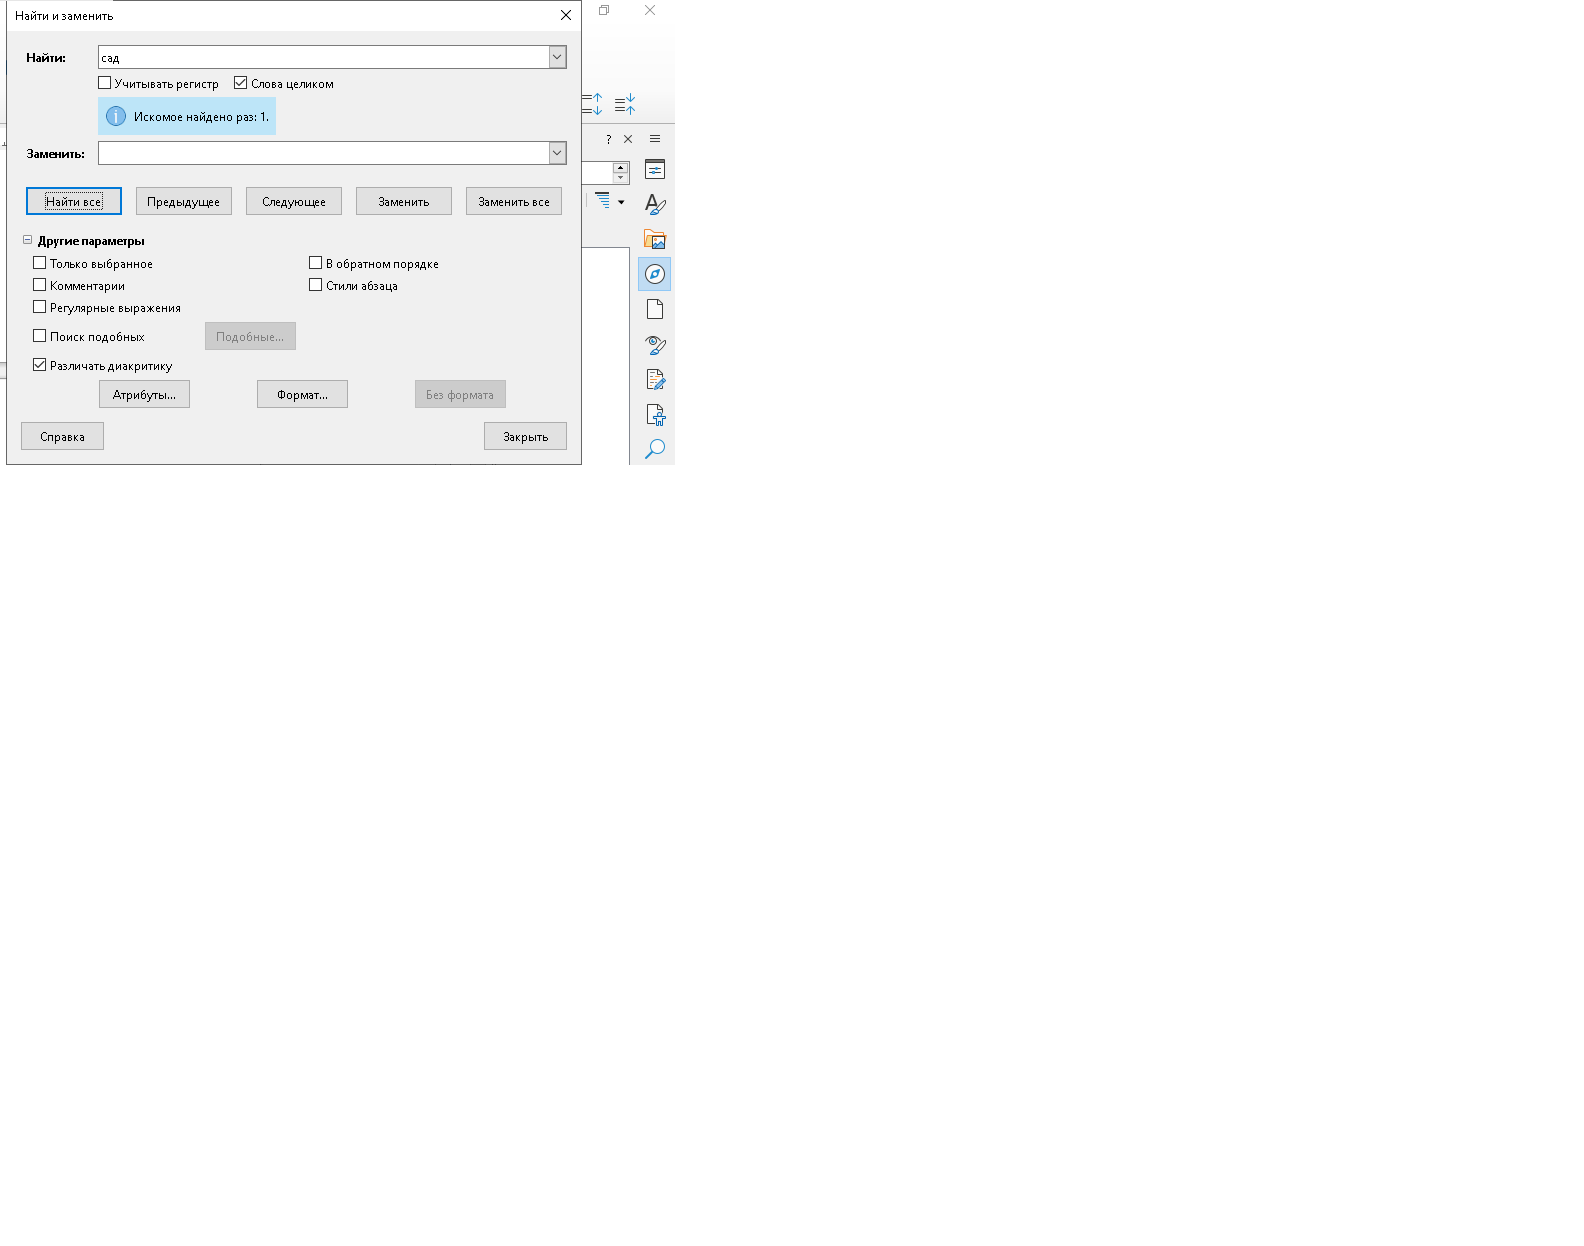 Найти и заменить
Найти: сад
Учитывать регистр Слова целиком
Искомое найдено раз: 1.
?
Заменить:
Найти все Предыдущее Следующее Заменить Заменить все
Другие параметры
Только выбранное В обратном порядке
Комментарии Стили абзаца
Регулярные выражения
Поиск подобных Подобные...
Различать диакритику
Атрибуты... Формат... Без формата
Справка Закрыть